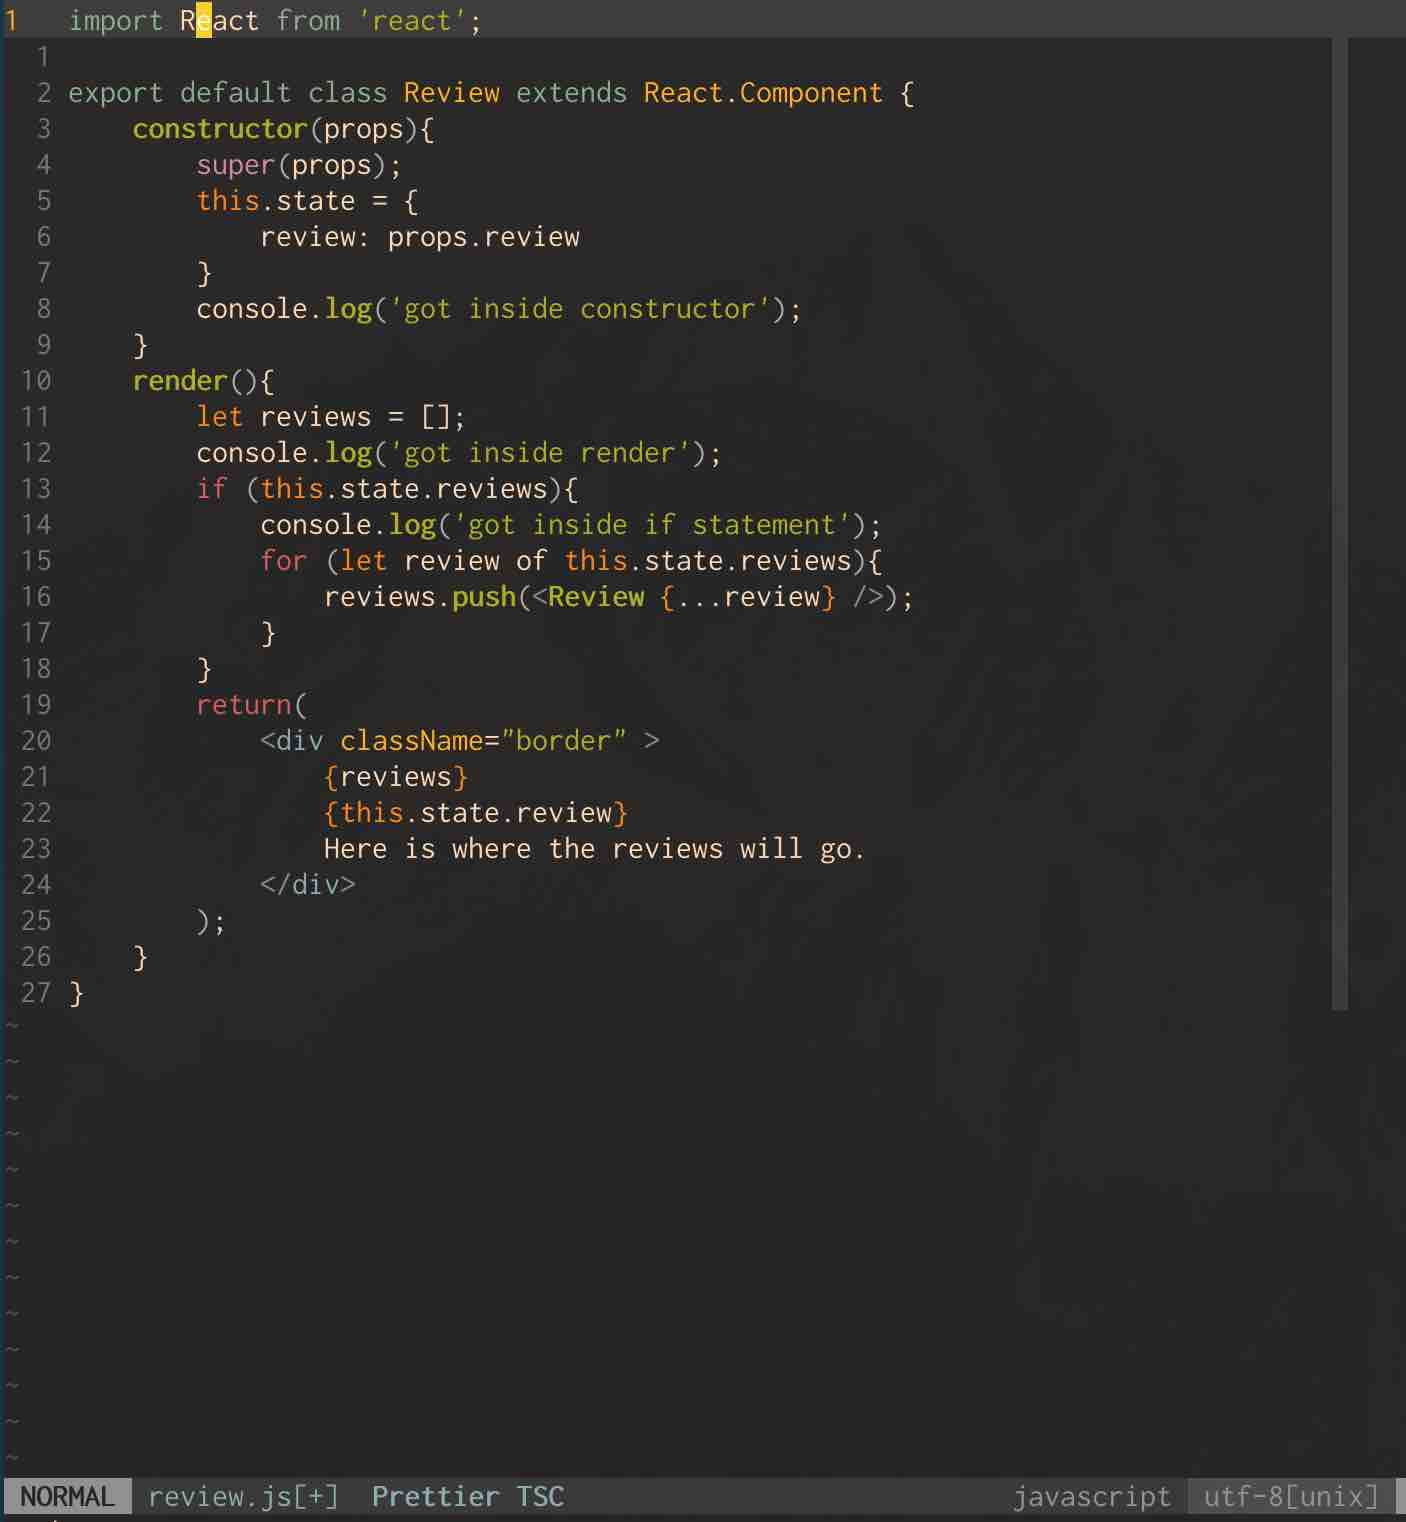 1   import React from 'react';
  1
  2 export default class Review extends React.Component {
  3     constructor(props){
  4         super(props);
  5         this.state = {
  6             review: props.review
  7         }
  8         console.log('got inside constructor');
  9     }
 10     render(){
 11         let reviews = [];
 12         console.log('got inside render');
 13         if (this.state.reviews){
 14             console.log('got inside if statement');
 15             for (let review of this.state.reviews){
 16                 reviews.push(<Review {...review} />);
 17             }
 18         }
 19         return(
 20             <div className="border" >
 21                 {reviews}
 22                 {this.state.review}
 23                 Here is where the reviews will go.
 24             </div>
 25         );
 26     }
 27 }
~
~
~
~
~
~
~
~
~
~
~
~
~
NORMAL review.js[+] Prettier TSC javascript utf-8[unix]